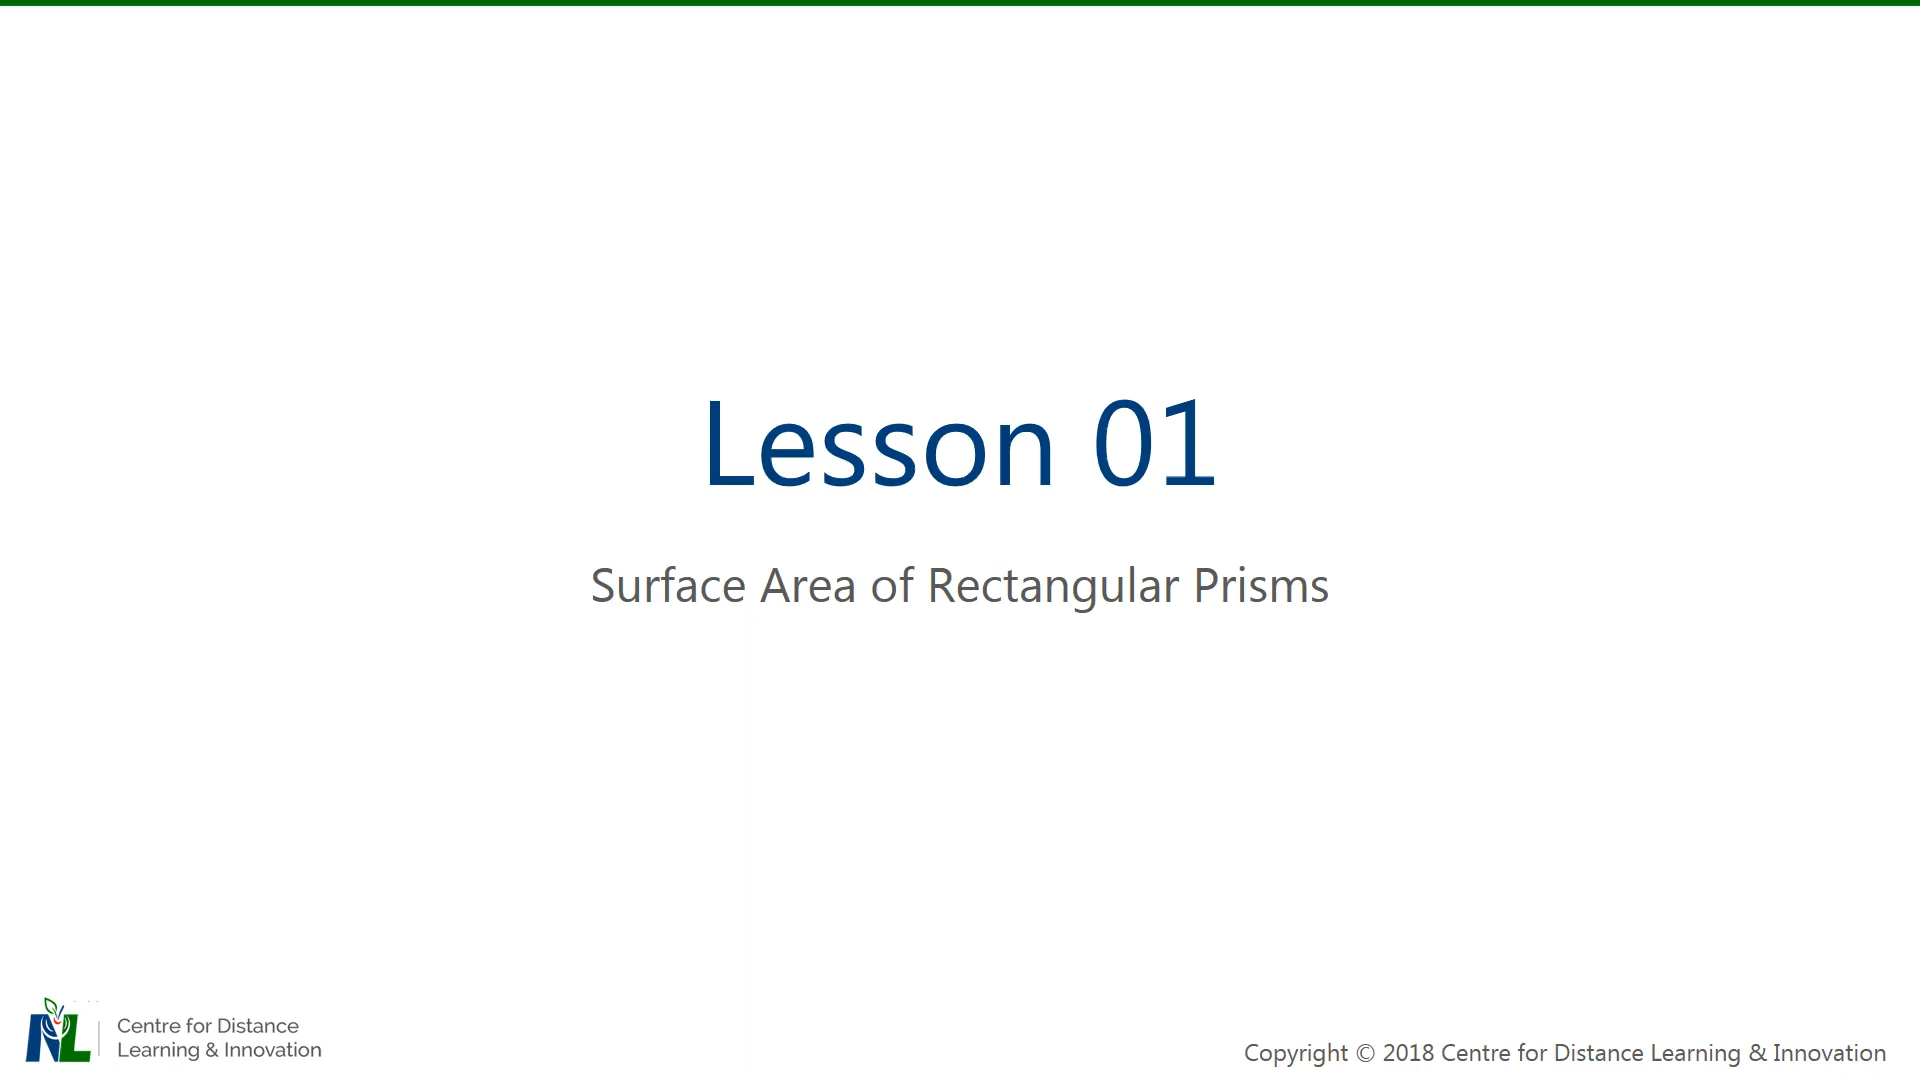 Lesson 01
Surface Area of Rectangular Prisms
NL
Centre for Distance
Learning & Innovation
Copyright © 2018 Centre for Distance Learning & Innovation